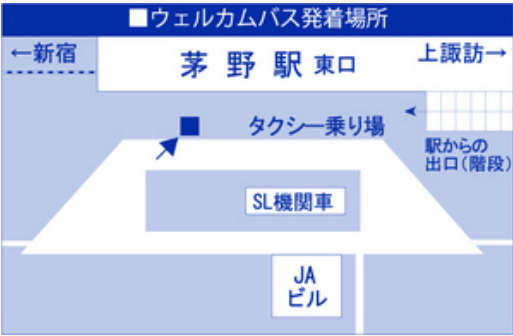 ■ウェルカムバス発着場所
←新宿
茅野駅 東口
上諏訪→
タクシー乗り場
駅からの
出口(階段)
SL機関車
JA
ビル